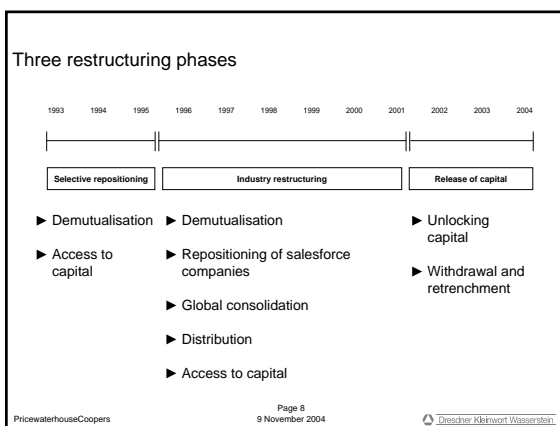 Three restructuring phases
1993 1994 1995 1996 1997 1998 1999 2000 2001 2002 2003 2004
Selective repositioning Industry restructuring Release of capital
► Demutualisation
► Access to
capital
► Demutualisation
► Repositioning of salesforce
companies
► Global consolidation
► Distribution
► Access to capital
► Unlocking
capital
► Withdrawal and
retrenchment
PricewaterhouseCoopers
Page 8
9 November 2004
Dresdner Kleinwort Wasserstein